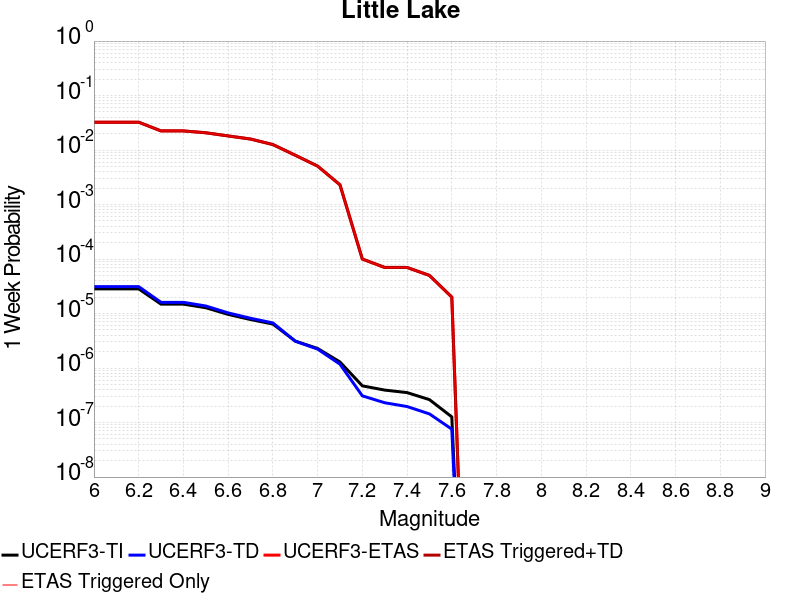 Little Lake
1 Week Probability
10^0
10^-1
10^-2
10^-3
10^-4
10^-5
10^-6
10^-7
10^-8
6 6.2 6.4 6.6 6.8 7 7.2 7.4 7.6 7.8 8 8.2 8.4 8.6 8.8 9
Magnitude
UCERF3-TI UCERF3-TD UCERF3-ETAS ETAS Triggered+TD
ETAS Triggered Only